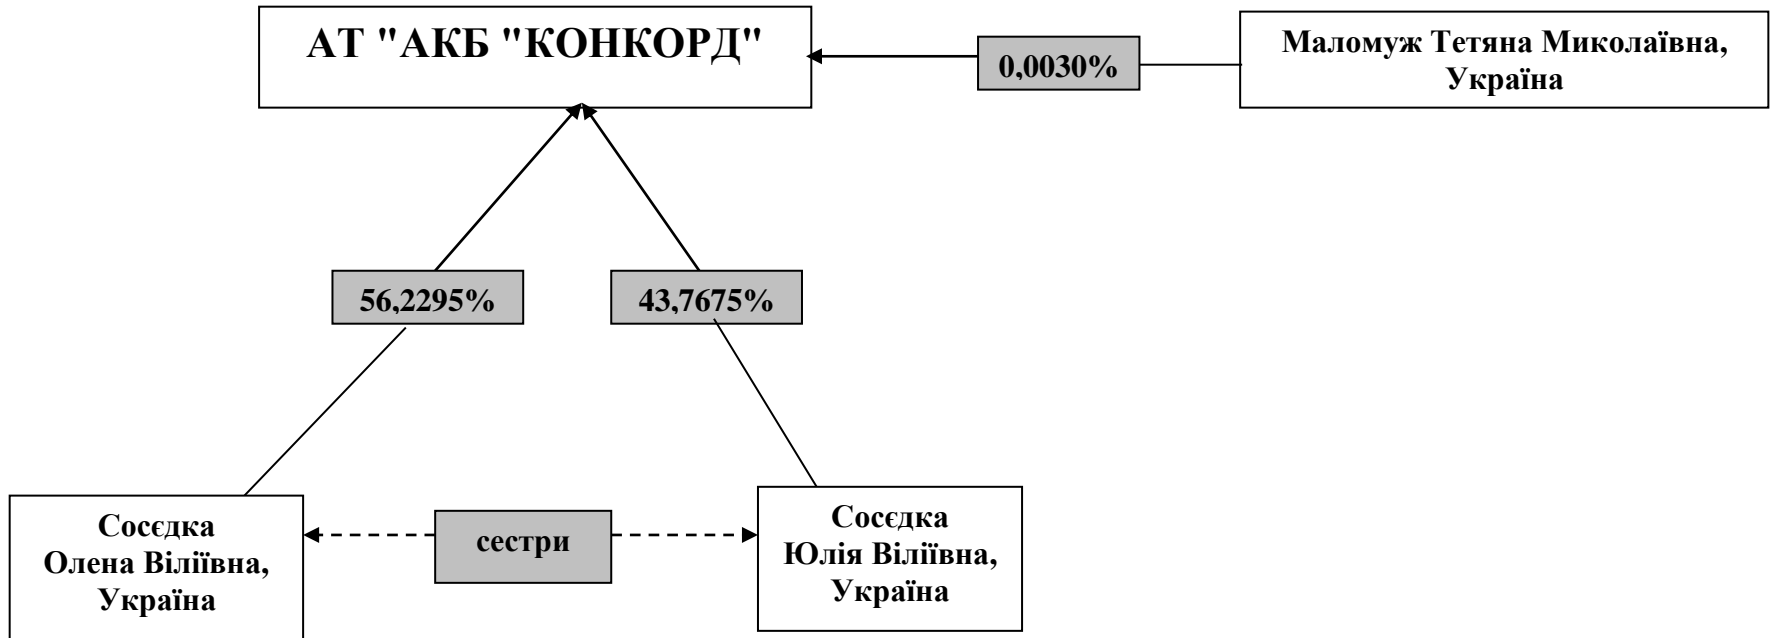 АТ "АКБ "КОНКОРД"
0,0030%
Маломуж Тетяна Миколаївна,
Україна
56,2295%
43,7675%
Сосєдка
Олена Віліївна,
Україна
сестри
Сосєдка
Юлія Віліївна,
Україна